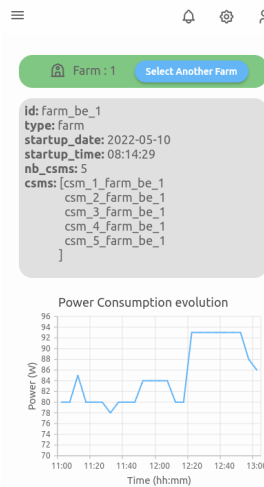 Farm : 1
Select Another Farm
id: farm_be_1
type: farm
startup_date: 2022-05-10
startup_time: 08:14:29
nb_csms: 5
csms: [csm_1_farm_be_1
csm_2_farm_be_1
csm_3_farm_be_1
csm_4_farm_be_1
csm_5_farm_be_1
]
Power Consumption evolution
96
94
92
90
88
86
84
82
80
78
76
74
72
70
Power (W)
11:00 11:20 11:40 12:00 12:20 12:40 13:00
Time (hh:mm)